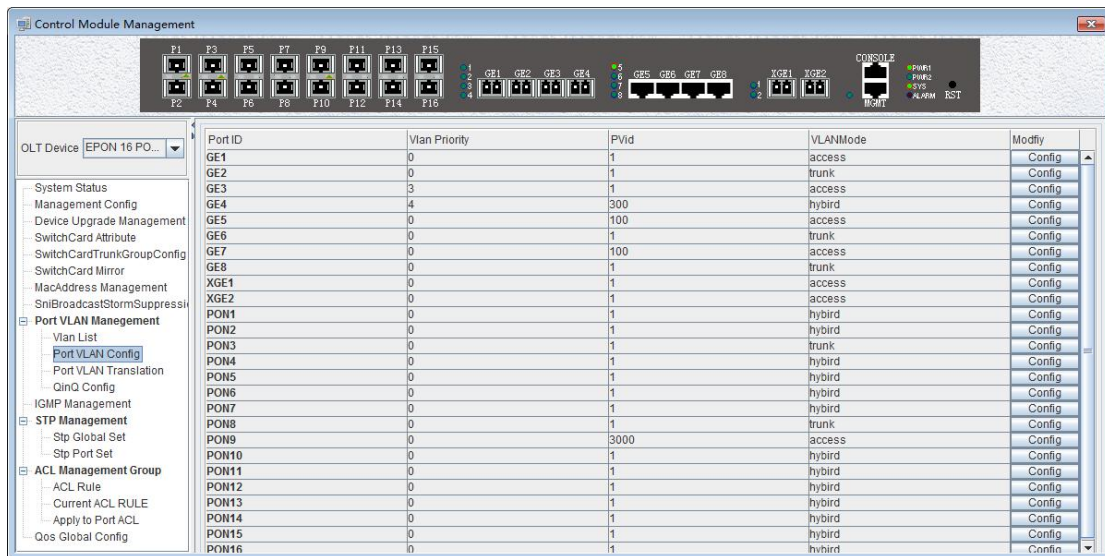 Control Module Management
P1 P3 P5 P7 P9 P11 P13 P15
P2 P4 P6 P8 P10 P12 P14 P16
1
2
3
4
GE1 GE2 GE3 GE4
5
6
7
8
GE5 GE6 GE7 GE8
1
2
XGE1 XGE2
CONSOLE
MGMT
PWR1
PWR2
SYS
ALARM
RST
OLT Device EPON 16 PO...
System Status
Management Config
Device Upgrade Management
SwitchCard Attribute
SwitchCardTrunkGroupConfig
SwitchCard Mirror
MacAddress Management
SniBroadcastStormSuppressi
Port VLAN Management
Vlan List
Port VLAN Config
Port VLAN Translation
QinQ Config
IGMP Management
STP Management
Stp Global Set
Stp Port Set
ACL Management Group
ACL Rule
Current ACL RULE
Apply to Port ACL
Qos Global Config
Port ID Vlan Priority PVid VLANMode Modfiy
GE1 0 1 access Config
GE2 0 1 trunk Config
GE3 3 1 access Config
GE4 4 300 hybird Config
GE5 0 100 access Config
GE6 0 1 trunk Config
GE7 0 100 access Config
GE8 0 1 trunk Config
XGE1 0 1 access Config
XGE2 0 1 access Config
PON1 0 1 hybird Config
PON2 0 1 hybird Config
PON3 0 1 trunk Config
PON4 0 1 hybird Config
PON5 0 1 hybird Config
PON6 0 1 hybird Config
PON7 0 1 hybird Config
PON8 0 1 trunk Config
PON9 0 3000 access Config
PON10 0 1 hybird Config
PON11 0 1 hybird Config
PON12 0 1 hybird Config
PON13 0 1 hybird Config
PON14 0 1 hybird Config
PON15 0 1 hybird Config
PON16 0 1 hybird Config